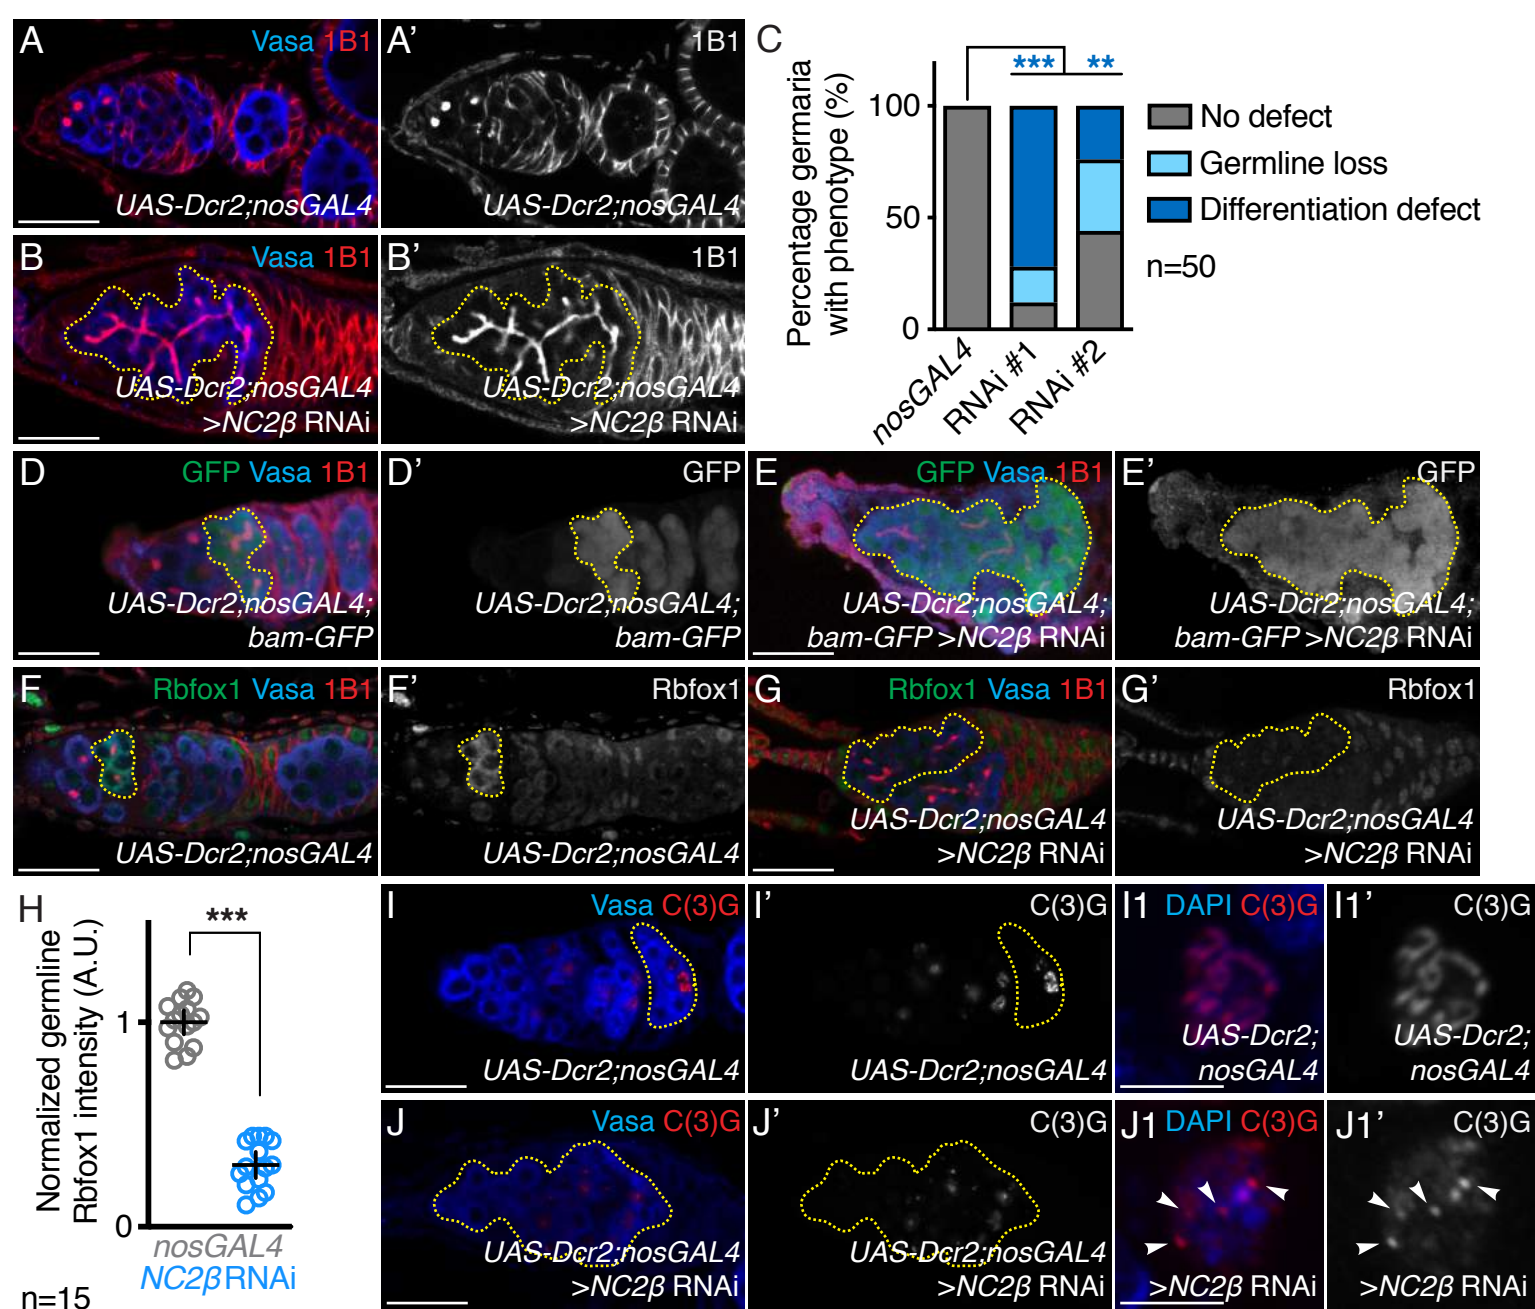 A
Vasa 1B1
UAS-Dcr2;nosGAL4
A’
1B1
UAS-Dcr2;nosGAL4
B
Vasa 1B1
UAS-Dcr2;nosGAL4
>NC2β RNAi
B’
1B1
UAS-Dcr2;nosGAL4
>NC2β RNAi
C
Percentage germaria
with phenotype (%)
100
50
0
*** **
nosGAL4
RNAi #1
RNAi #2
No defect
Germline loss
Differentiation defect
n=50
D
GFP Vasa 1B1
UAS-Dcr2;nosGAL4;
bam-GFP
D’
GFP
UAS-Dcr2;nosGAL4;
bam-GFP
E
GFP Vasa 1B1
UAS-Dcr2;nosGAL4;
bam-GFP >NC2β RNAi
E’
GFP
UAS-Dcr2;nosGAL4;
bam-GFP >NC2β RNAi
F
Rbfox1 Vasa 1B1
UAS-Dcr2;nosGAL4
F’
Rbfox1
UAS-Dcr2;nosGAL4
G
Rbfox1 Vasa 1B1
UAS-Dcr2;nosGAL4
>NC2β RNAi
G’
Rbfox1
UAS-Dcr2;nosGAL4
>NC2β RNAi
H
Normalized germline
Rbfox1 intensity (A.U.)
***
1
0
nosGAL4
NC2β RNAi
n=15
I
Vasa C(3)G
UAS-Dcr2;nosGAL4
I’
C(3)G
UAS-Dcr2;nosGAL4
I1
DAPI C(3)G
UAS-Dcr2;
nosGAL4
I1’
C(3)G
UAS-Dcr2;
nosGAL4
J
Vasa C(3)G
UAS-Dcr2;nosGAL4
>NC2β RNAi
J’
C(3)G
UAS-Dcr2;nosGAL4
>NC2β RNAi
J1
DAPI C(3)G
>NC2β RNAi
J1’
C(3)G
>NC2β RNAi